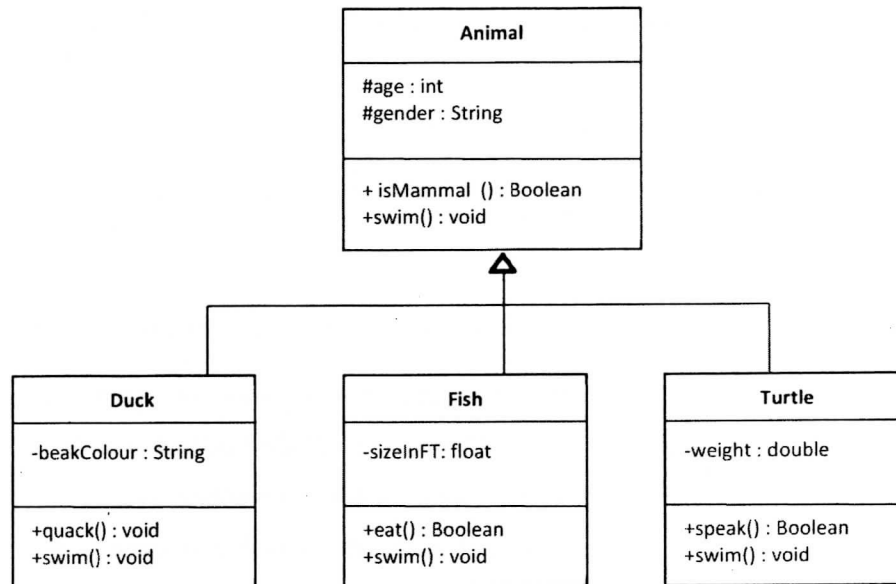 Animal
#age : int
#gender : String
+ isMammal () : Boolean
+swim() : void
Duck
-beakColour : String
+quack() : void
+swim() : void
Fish
-sizeInFT: float
+eat() : Boolean
+swim() : void
Turtle
-weight : double
+speak() : Boolean
+swim() : void